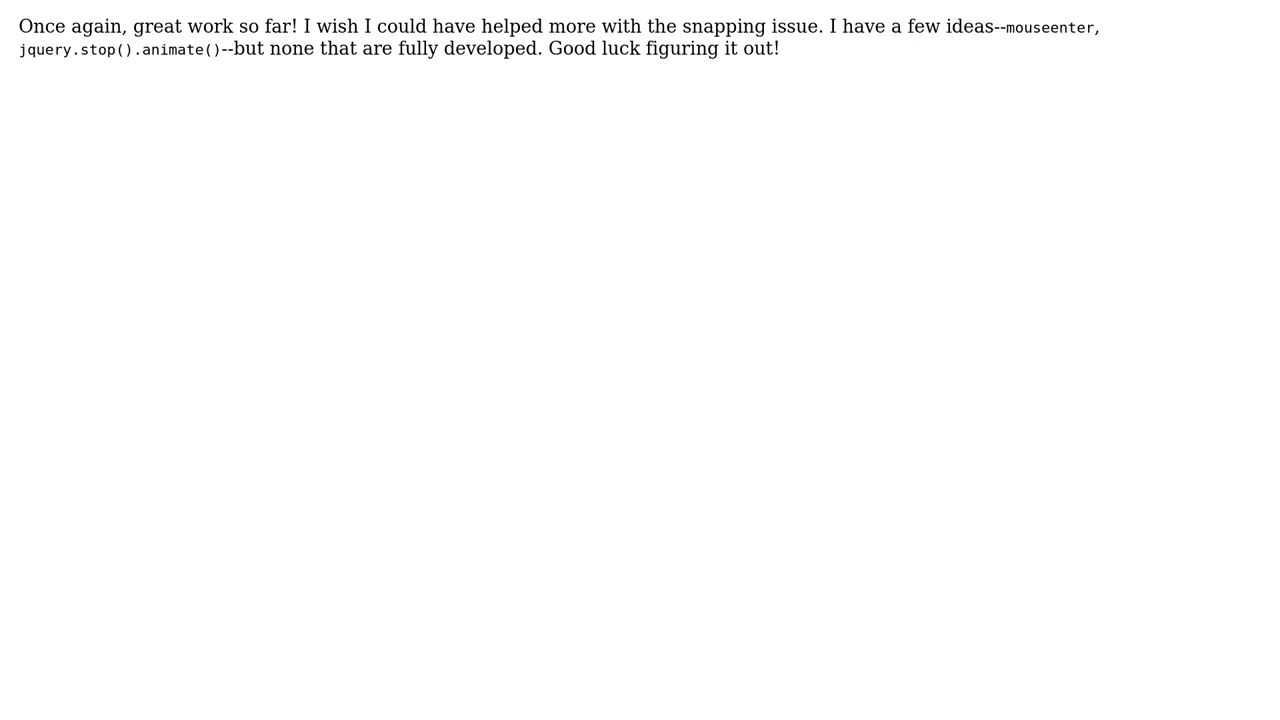 Once again, great work so far! I wish I could have helped more with the snapping issue. I have a few ideas--mouseenter,
jquery.stop().animate()--but none that are fully developed. Good luck figuring it out!